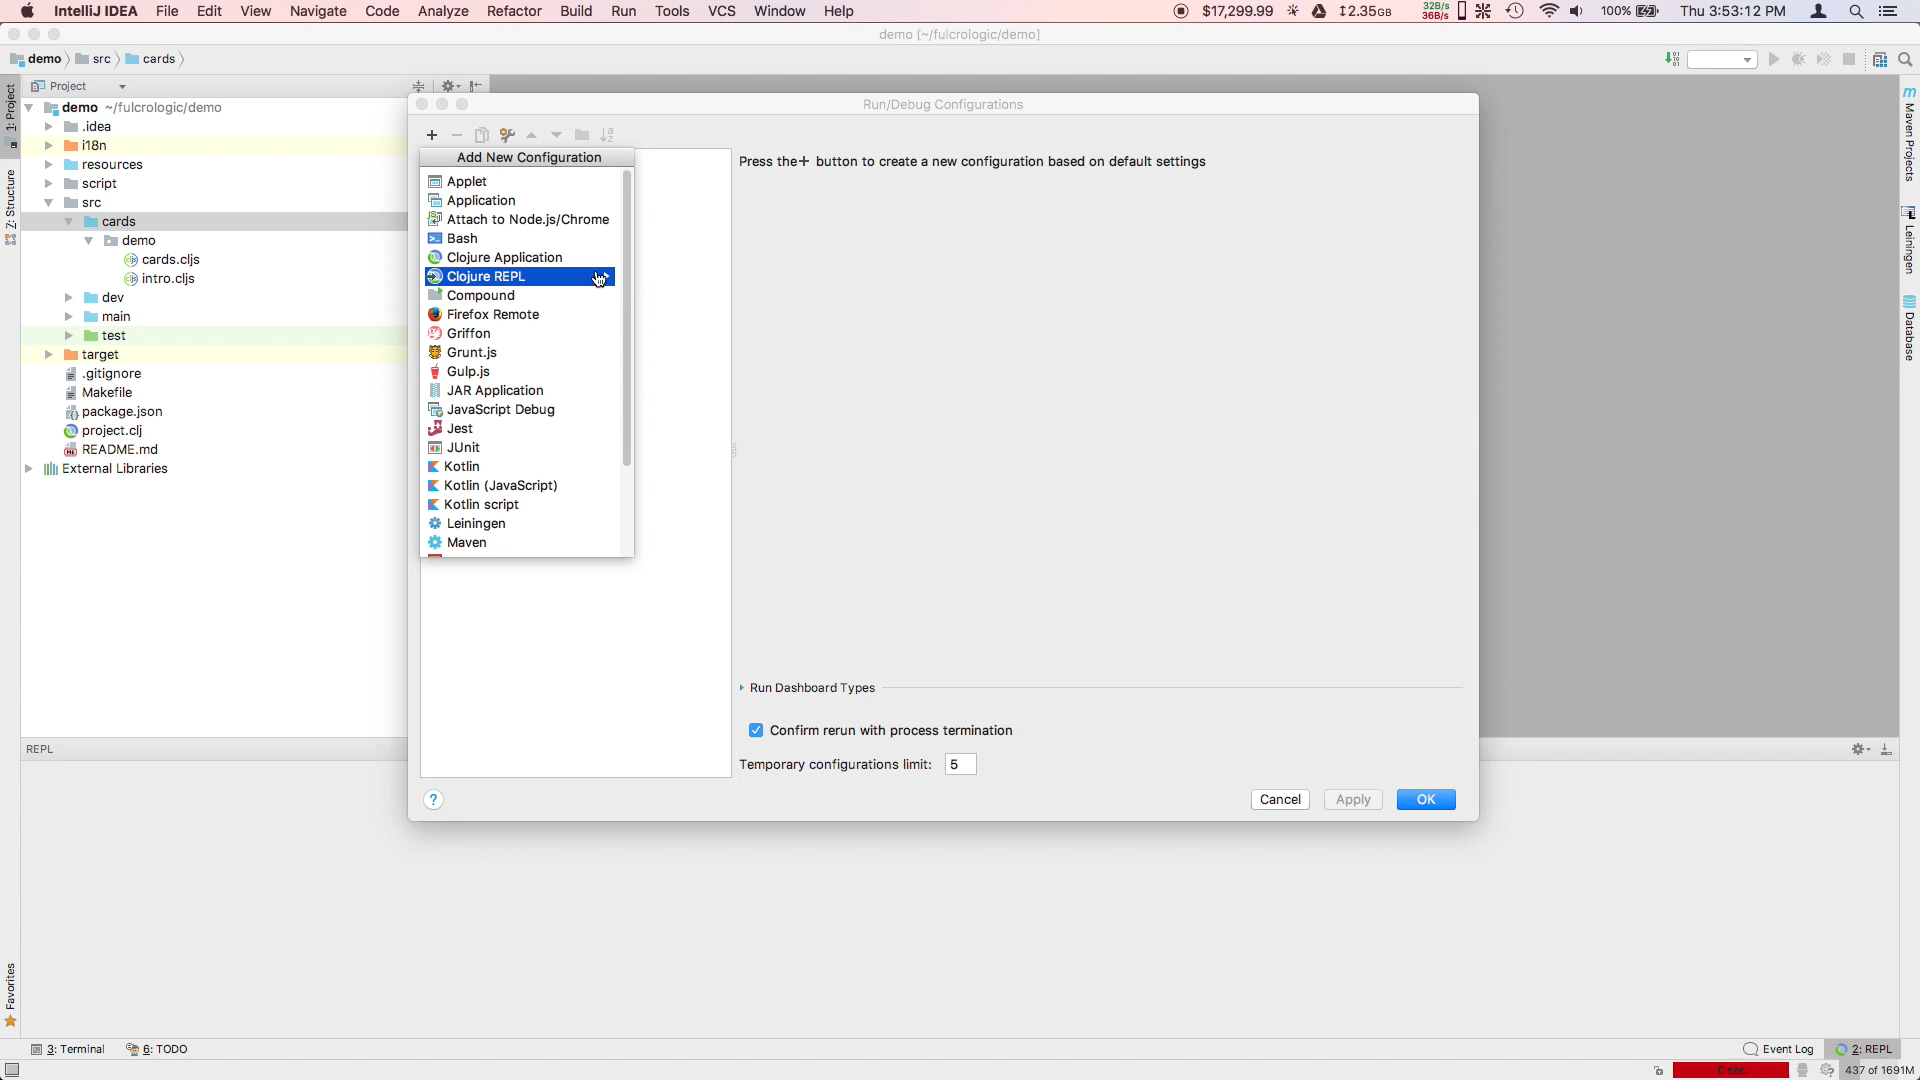 IntelliJ IDEA File Edit View Navigate Code Analyze Refactor Build Run Tools VCS Window Help $17,299.99 2.35GB 32B/s 36B/s 100% Thu 3:53:12 PM
demo [~/fulcrologic/demo]
demo src cards
Project
Run/Debug Configurations
demo ~/fulcrologic/demo
.idea
i18n
resources
script
src
cards
demo
cards.cljs
intro.cljs
dev
main
test
target
.gitignore
Makefile
package.json
project.clj
README.md
External Libraries
Add New Configuration
Applet
Application
Attach to Node.js/Chrome
Bash
Clojure Application
Clojure REPL
Compound
Firefox Remote
Griffon
Grunt.js
Gulp.js
JAR Application
JavaScript Debug
Jest
JUnit
Kotlin
Kotlin (JavaScript)
Kotlin script
Leiningen
Maven
Press the + button to create a new configuration based on default settings
Run Dashboard Types
Confirm rerun with process termination
Temporary configurations limit: 5
? Cancel Apply OK
REPL
1: Project
Z: Structure
Favorites
Maven Projects
Leiningen
Database
3: Terminal 6: TODO Event Log 2: REPL
0 sec 437 of 1691M